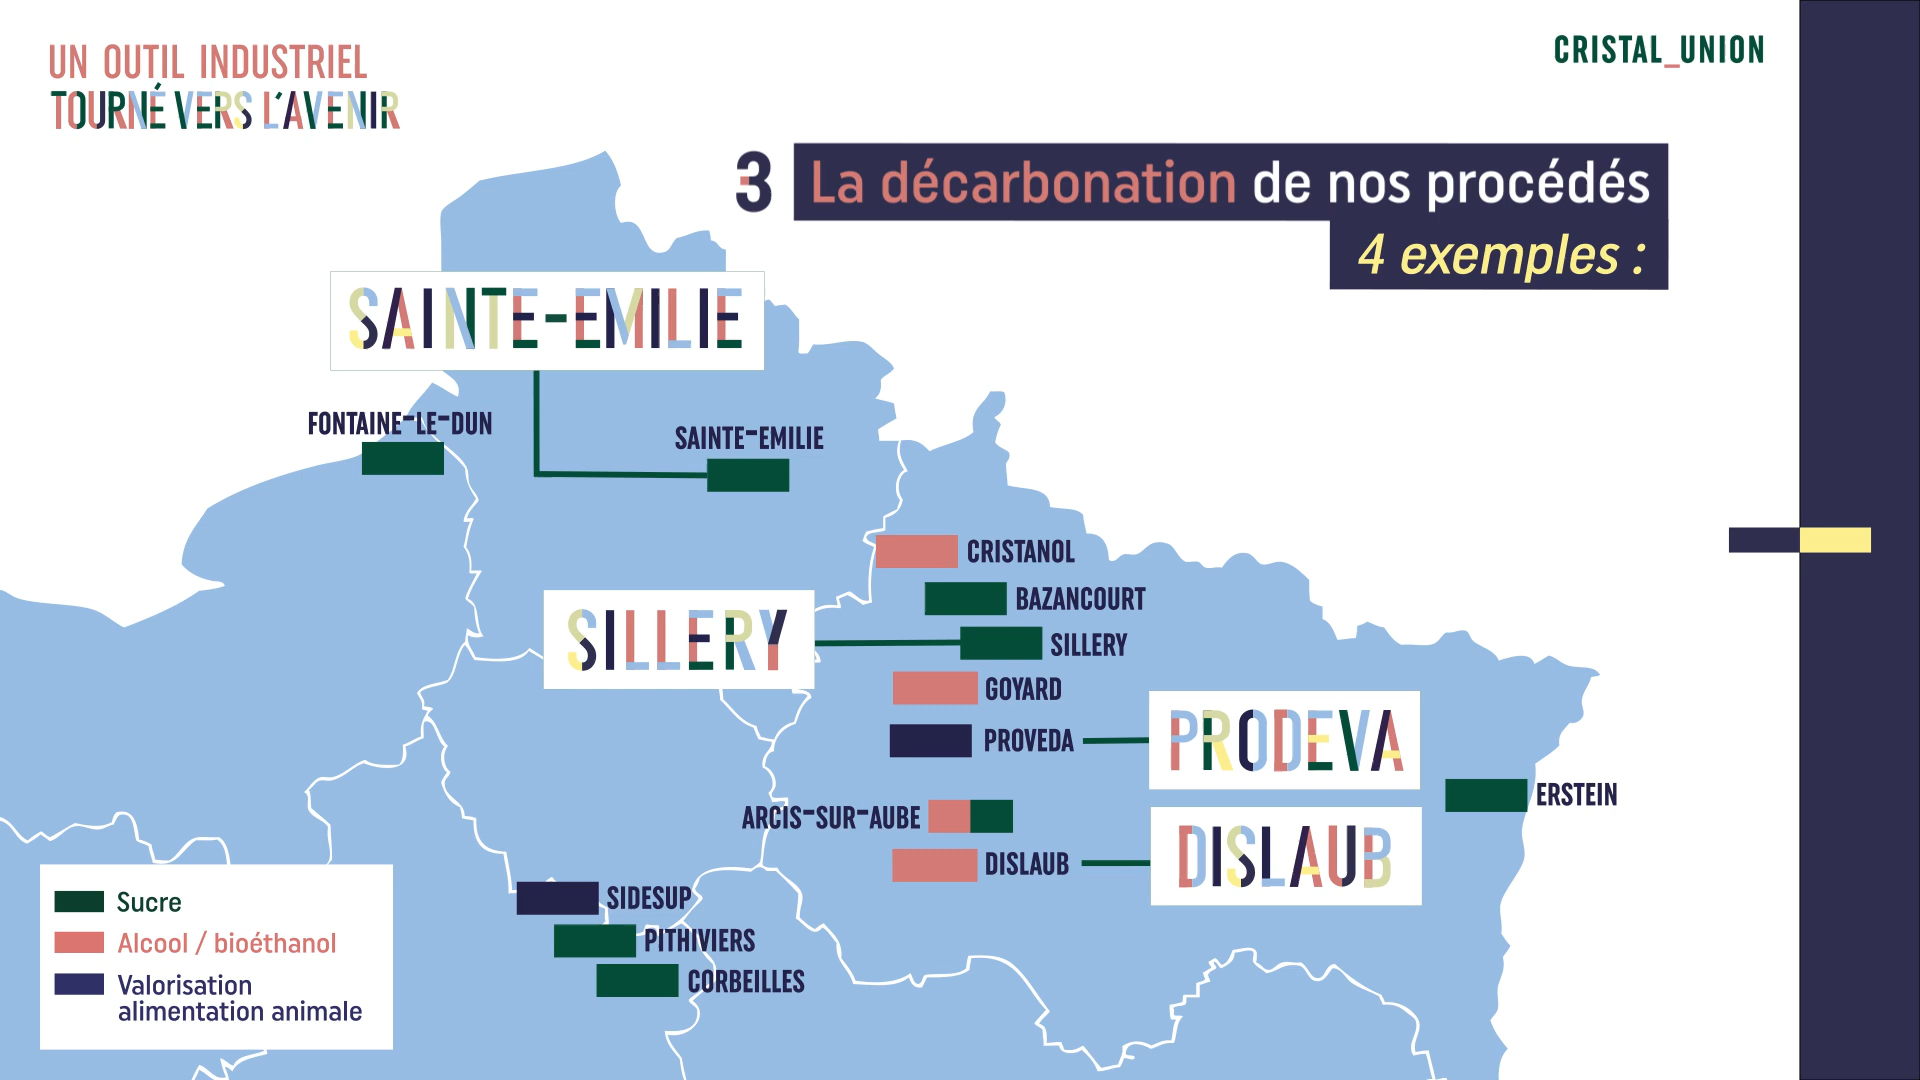 UN OUTIL INDUSTRIEL
TOURNÉ VERS L'AVENIR
CRISTAL_UNION
3 La décarbonation de nos procédés
4 exemples :
SAINTE-EMILIE
FONTAINE-LE-DUN
SAINTE-EMILIE
CRISTANOL
BAZANCOURT
SILLERY
SILLERY
GOYARD
PROVEDA
PRODEVA
ERSTEIN
ARCIS-SUR-AUBE
DISLAUB
DISLAUB
SIDESUP
PITHIVIERS
CORBEILLES
Sucre
Alcool / bioéthanol
Valorisation
alimentation animale